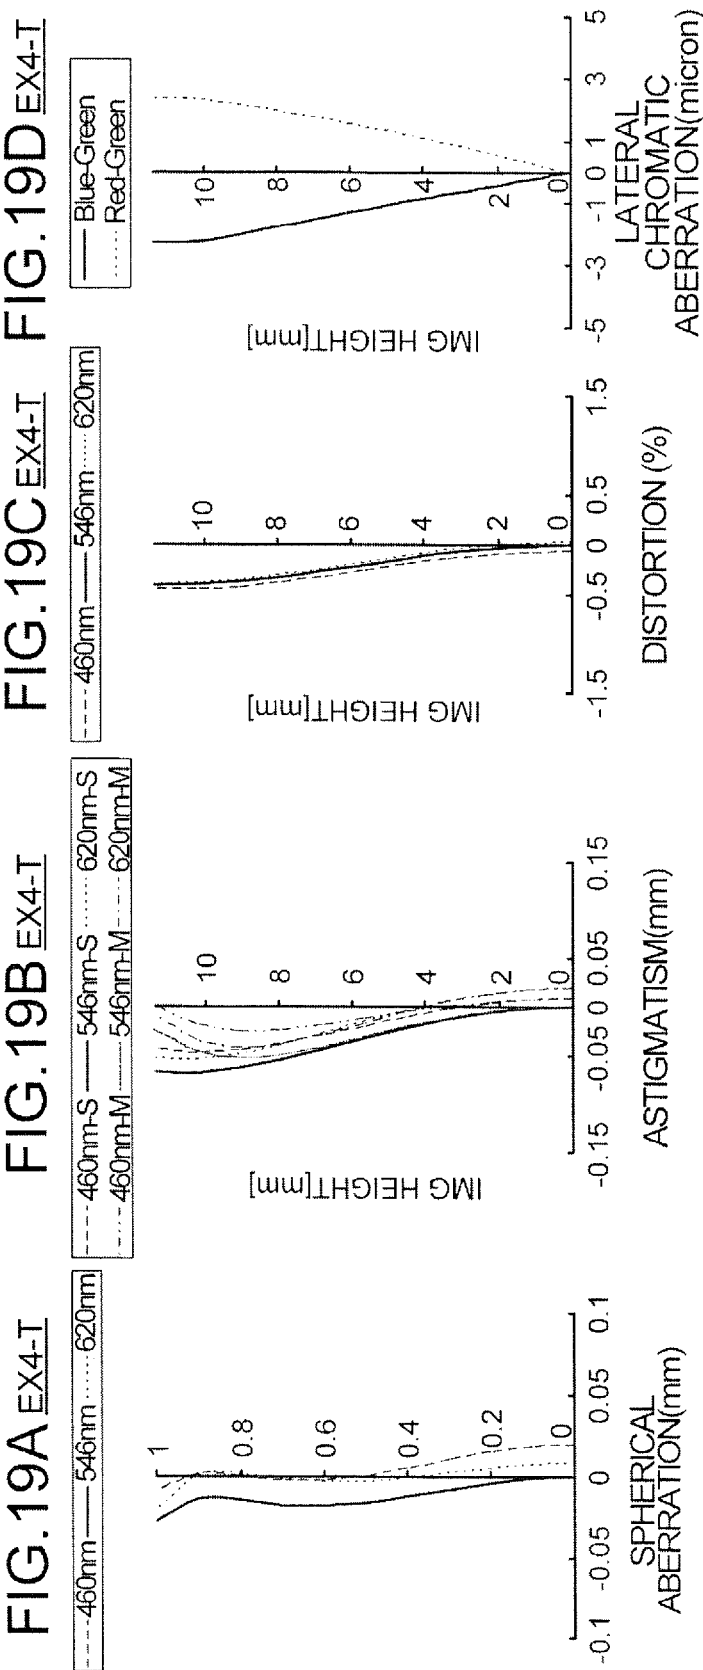 FIG.19A EX4-T
--- 460nm —— 546nm ······ 620nm
1
0.8
0.6
0.4
0.2
0
-0.1 -0.05 0 0.05 0.1
SPHERICAL
ABERRATION(mm)
FIG.19B EX4-T
460nm-S 546nm-S 620nm-S
460nm-M 546nm-M 620nm-M
IMG HEIGHT[mm]
10
8
6
4
2
0
-0.15 -0.05 0 0.05 0.15
ASTIGMATISM(mm)
FIG.19C EX4-T
460nm 546nm 620nm
IMG HEIGHT[mm]
10
8
6
4
2
0
-1.5 -0.5 0 0.5 1.5
DISTORTION (%)
FIG.19D EX4-T
Blue-Green
Red-Green
IMG HEIGHT[mm]
10
8
6
4
2
0
-5 -3 -1 0 1 3 5
LATERAL
CHROMATIC
ABERRATION(micron)